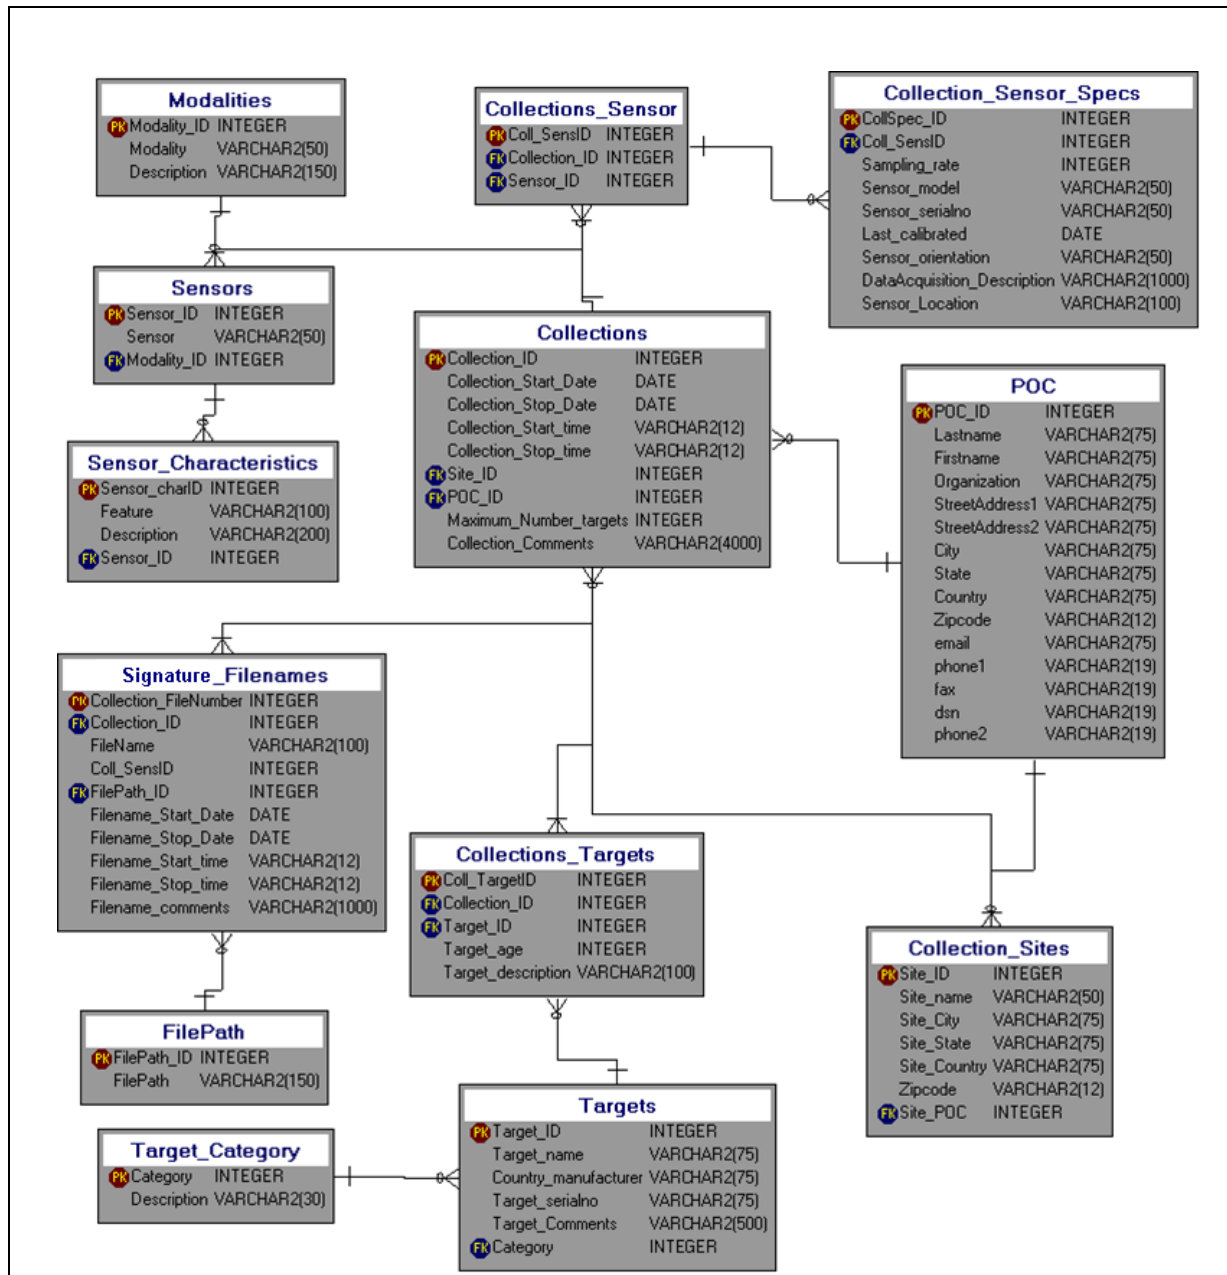 Modalities
PK Modality_ID INTEGER
Modality VARCHAR2(50)
Description VARCHAR2(150)
Collections_Sensor
PK Coll_SensID INTEGER
FK Collection_ID INTEGER
FK Sensor_ID INTEGER
Collection_Sensor_Specs
PK CollSpec_ID INTEGER
FK Coll_SensID INTEGER
Sampling_rate INTEGER
Sensor_model VARCHAR2(50)
Sensor_serialno VARCHAR2(50)
Last_calibrated DATE
Sensor_orientation VARCHAR2(50)
DataAcquisition_Description VARCHAR2(1000)
Sensor_Location VARCHAR2(100)
Sensors
PK Sensor_ID INTEGER
Sensor VARCHAR2(50)
FK Modality_ID INTEGER
Collections
PK Collection_ID INTEGER
Collection_Start_Date DATE
Collection_Stop_Date DATE
Collection_Start_time VARCHAR2(12)
Collection_Stop_time VARCHAR2(12)
FK Site_ID INTEGER
FK POC_ID INTEGER
Maximum_Number_targets INTEGER
Collection_Comments VARCHAR2(4000)
POC
PK POC_ID INTEGER
Lastname VARCHAR2(75)
Firstname VARCHAR2(75)
Organization VARCHAR2(75)
StreetAddress1 VARCHAR2(75)
StreetAddress2 VARCHAR2(75)
City VARCHAR2(75)
State VARCHAR2(75)
Country VARCHAR2(75)
Zipcode VARCHAR2(12)
email VARCHAR2(75)
phone1 VARCHAR2(19)
fax VARCHAR2(19)
dsn VARCHAR2(19)
phone2 VARCHAR2(19)
Sensor_Characteristics
PK Sensor_charID INTEGER
Feature VARCHAR2(100)
Description VARCHAR2(200)
FK Sensor_ID INTEGER
Signature_Filenames
PK Collection_FileNumber INTEGER
FK Collection_ID INTEGER
FileName VARCHAR2(100)
Coll_SensID INTEGER
FK FilePath_ID INTEGER
Filename_Start_Date DATE
Filename_Stop_Date DATE
Filename_Start_time VARCHAR2(12)
Filename_Stop_time VARCHAR2(12)
Filename_comments VARCHAR2(1000)
Collections_Targets
PK Coll_TargetID INTEGER
FK Collection_ID INTEGER
FK Target_ID INTEGER
Target_age INTEGER
Target_description VARCHAR2(100)
Collection_Sites
PK Site_ID INTEGER
Site_name VARCHAR2(50)
Site_City VARCHAR2(75)
Site_State VARCHAR2(75)
Site_Country VARCHAR2(75)
Zipcode VARCHAR2(12)
FK Site_POC INTEGER
FilePath
PK FilePath_ID INTEGER
FilePath VARCHAR2(150)
Targets
PK Target_ID INTEGER
Target_name VARCHAR2(75)
Country_manufacturer VARCHAR2(75)
Target_serialno VARCHAR2(75)
Target_Comments VARCHAR2(500)
FK Category INTEGER
Target_Category
PK Category INTEGER
Description VARCHAR2(30)